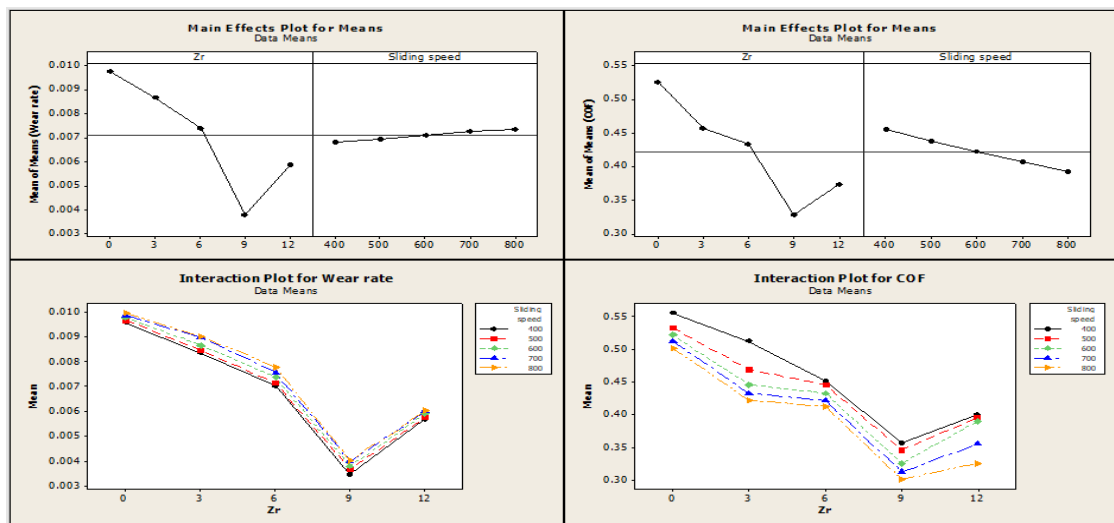 Main Effects Plot for Means
Data Means
Zr Sliding speed
Mean of Means (Wear rate)
0.010
0.009
0.008
0.007
0.006
0.005
0.004
0.003
0 3 6 9 12 400 500 600 700 800
Main Effects Plot for Means
Data Means
Zr Sliding speed
Mean of Means (COF)
0.55
0.50
0.45
0.40
0.35
0.30
0 3 6 9 12 400 500 600 700 800
Interaction Plot for Wear rate
Data Means
Mean
0.010
0.009
0.008
0.007
0.006
0.005
0.004
0.003
0 3 6 9 12
Zr
Sliding
speed
400
500
600
700
800
Interaction Plot for COF
Data Means
Mean
0.55
0.50
0.45
0.40
0.35
0.30
0 3 6 9 12
Zr
Sliding
speed
400
500
600
700
800